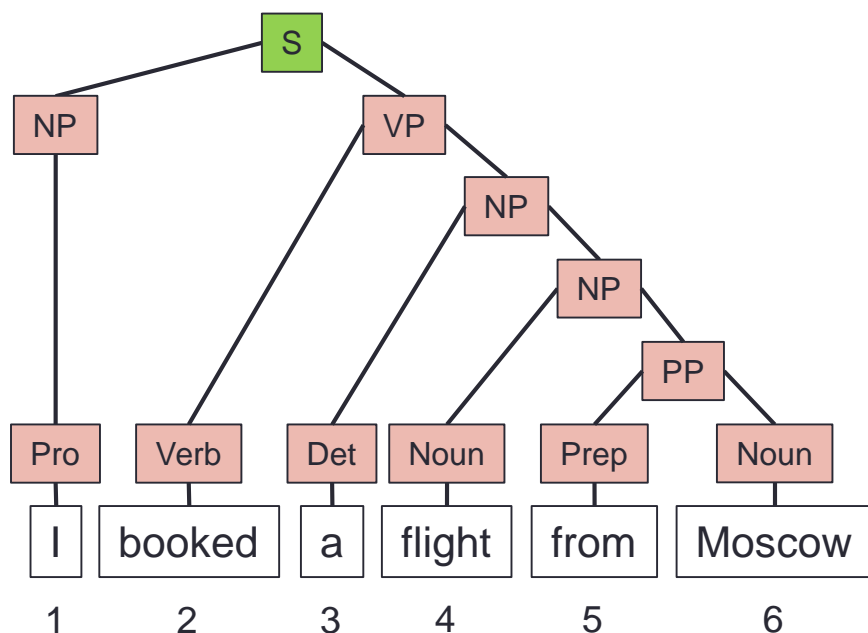 S
NP VP
NP
NP
PP
Pro Verb Det Noun Prep Noun
I booked a flight from Moscow
1 2 3 4 5 6